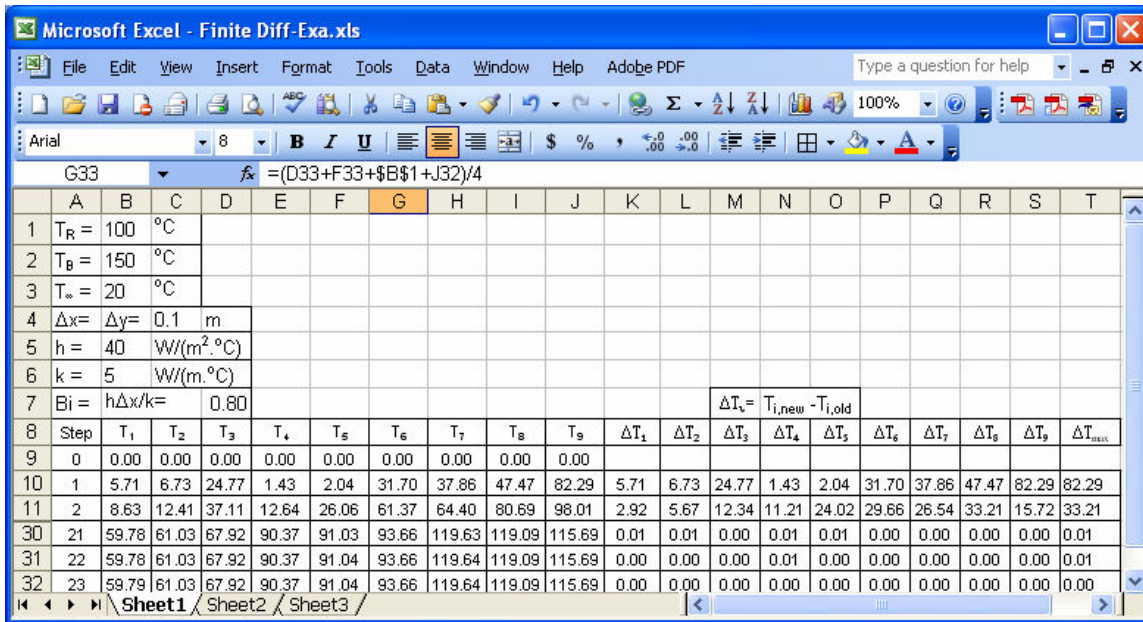 Microsoft Excel - Finite Diff-Exa.xls
File Edit View Insert Format Tools Data Window Help Adobe PDF Type a question for help
Σ 100%
Arial 8 B I U $ % ,
G33 fx =(D33+F33+$B$1+J32)/4
A B C D E F G H I J K L M N O P Q R S T
1 T_R = 100 °C
2 T_B = 150 °C
3 T_∞ = 20 °C
4 Δx= Δy= 0.1 m
5 h = 40 W/(m².°C)
6 k = 5 W/(m.°C)
7 Bi = hΔx/k= 0.80 ΔTᵢ= Ti,new -Ti,old
8 Step T₁ T₂ T₃ T₄ T₅ T₆ T₇ T₈ T₉ ΔT₁ ΔT₂ ΔT₃ ΔT₄ ΔT₅ ΔT₆ ΔT₇ ΔT₈ ΔT₉ ΔTmax
9 0 0.00 0.00 0.00 0.00 0.00 0.00 0.00 0.00 0.00
10 1 5.71 6.73 24.77 1.43 2.04 31.70 37.86 47.47 82.29 5.71 6.73 24.77 1.43 2.04 31.70 37.86 47.47 82.29 82.29
11 2 8.63 12.41 37.11 12.64 26.06 61.37 64.40 80.69 98.01 2.92 5.67 12.34 11.21 24.02 29.66 26.54 33.21 15.72 33.21
30 21 59.78 61.03 67.92 90.37 91.03 93.66 119.63 119.09 115.69 0.01 0.01 0.00 0.01 0.01 0.00 0.00 0.00 0.00 0.01
31 22 59.78 61.03 67.92 90.37 91.04 93.66 119.64 119.09 115.69 0.00 0.00 0.00 0.01 0.00 0.00 0.00 0.00 0.00 0.01
32 23 59.79 61.03 67.92 90.37 91.04 93.66 119.64 119.09 115.69 0.00 0.00 0.00 0.00 0.00 0.00 0.00 0.00 0.00 0.00
Sheet1 Sheet2 Sheet3